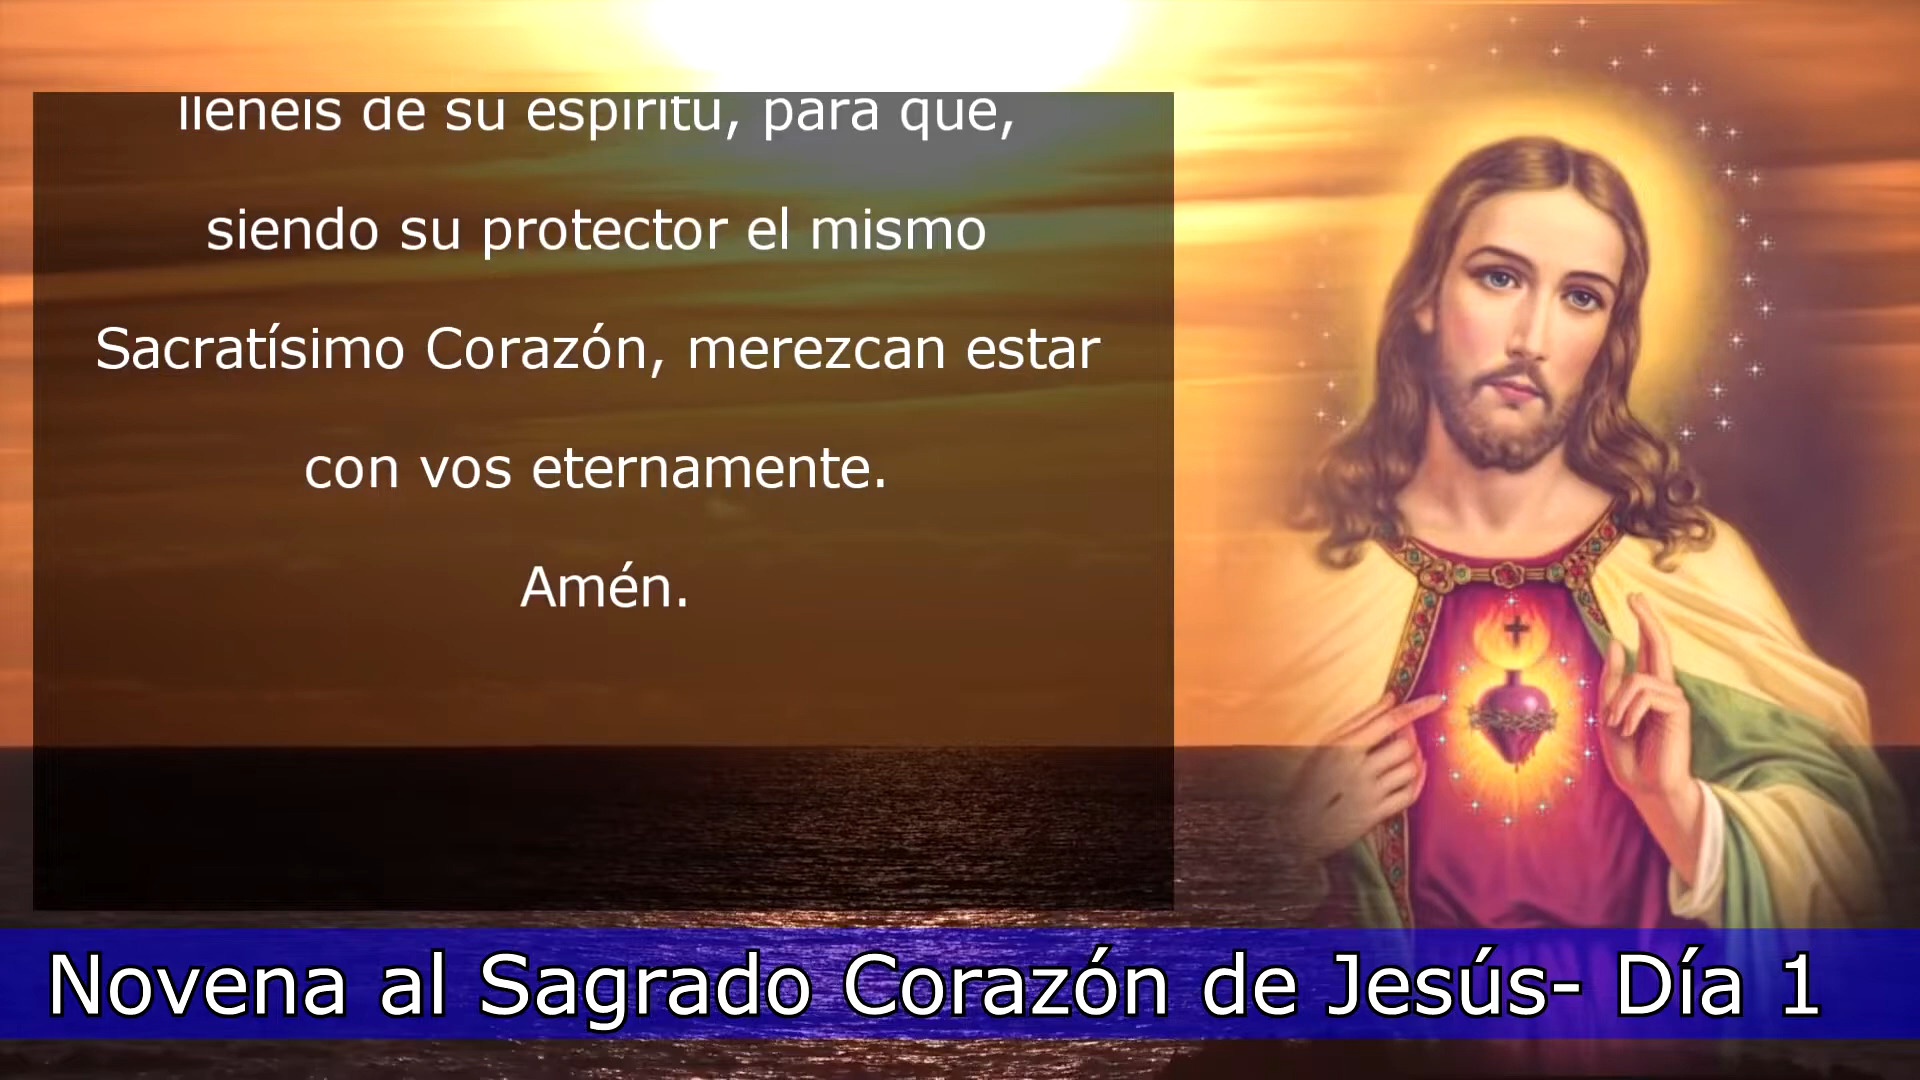 llenéis de su espíritu, para que,
siendo su protector el mismo
Sacratísimo Corazón, merezcan estar
con vos eternamente.
Amén.
Novena al Sagrado Corazón de Jesús- Día 1